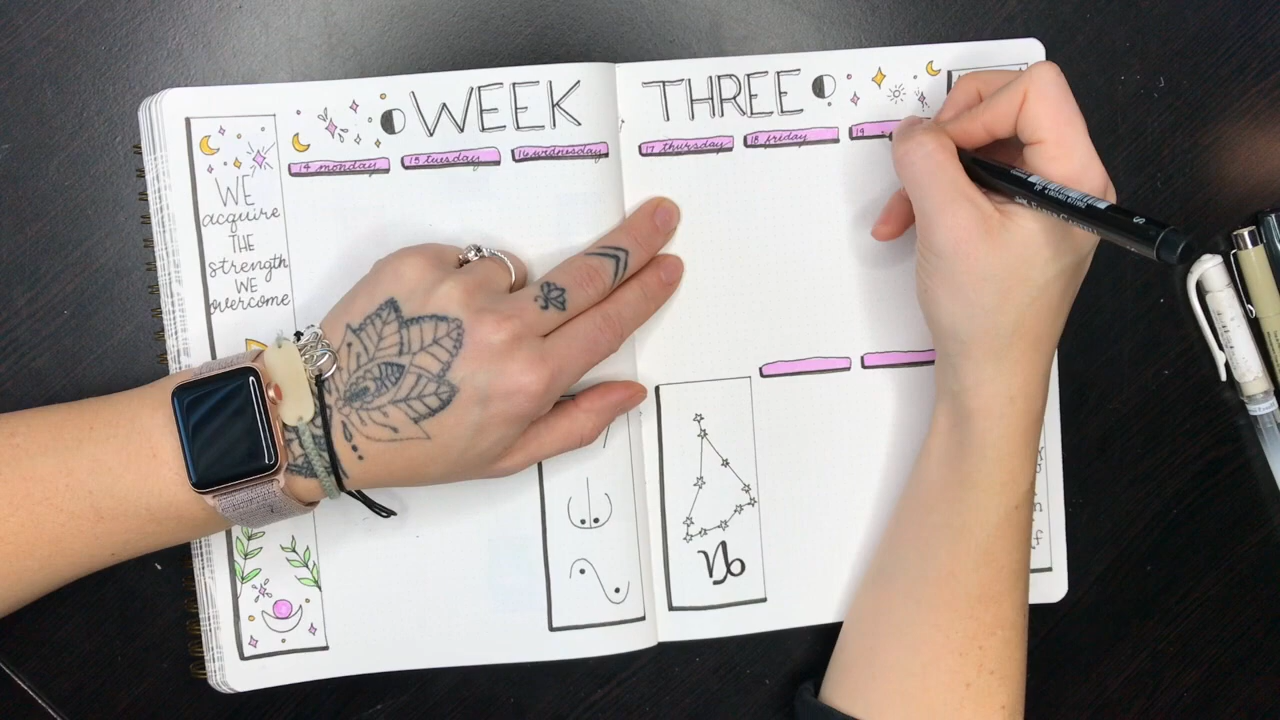 WEEK THREE
14 monday
15 tuesday
16 wednesday
17 thursday
18 friday
19
WE
acquire
THE
strength
WE
overcome